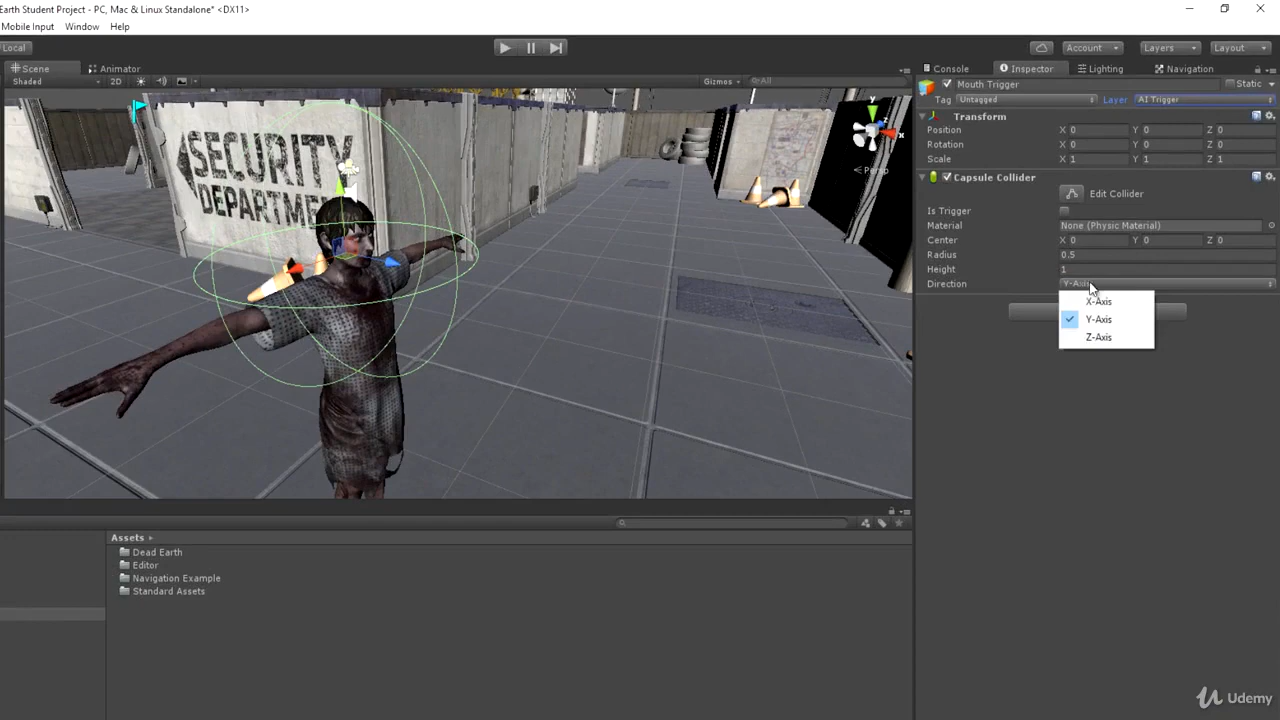 Earth Student Project - PC, Mac & Linux Standalone* <DX11>
Mobile Input Window Help
Local Account Layers Layout
Scene Animator Console Inspector Lighting Navigation
Shaded 2D Gizmos All
Mouth Trigger Static
Tag Untagged Layer AI Trigger
Transform
Position X 0 Y 0 Z 0
Rotation X 0 Y 0 Z 0
Scale X 1 Y 1 Z 1
Capsule Collider
Edit Collider
Is Trigger
Material None (Physic Material)
Center X 0 Y 0 Z 0
Radius 0.5
Height 1
Direction Y-Axis
X-Axis
Y-Axis
Z-Axis
y
z
x
Persp
SECURITY
Assets
Dead Earth
Editor
Navigation Example
Standard Assets
Udemy